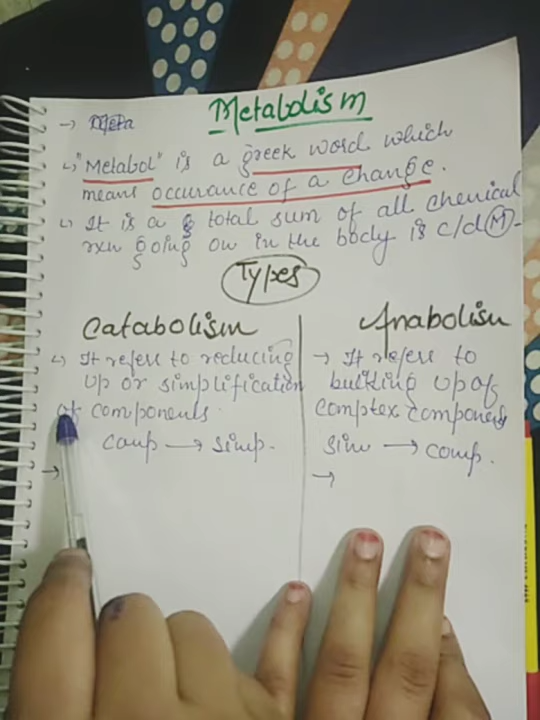 Metabolism
→ Meta
↳ "Metabol" is a greek word which
means occurance of a change.
↳ It is a total sum of all chemical
rxn going on in the body is c/d (M).
Types
Catabolism
↳ It refers to reducing
up or simplification
of components.
comp → simp.
→
Anabolism
→ It refers to
building up of
complex components
sim → comp.
→